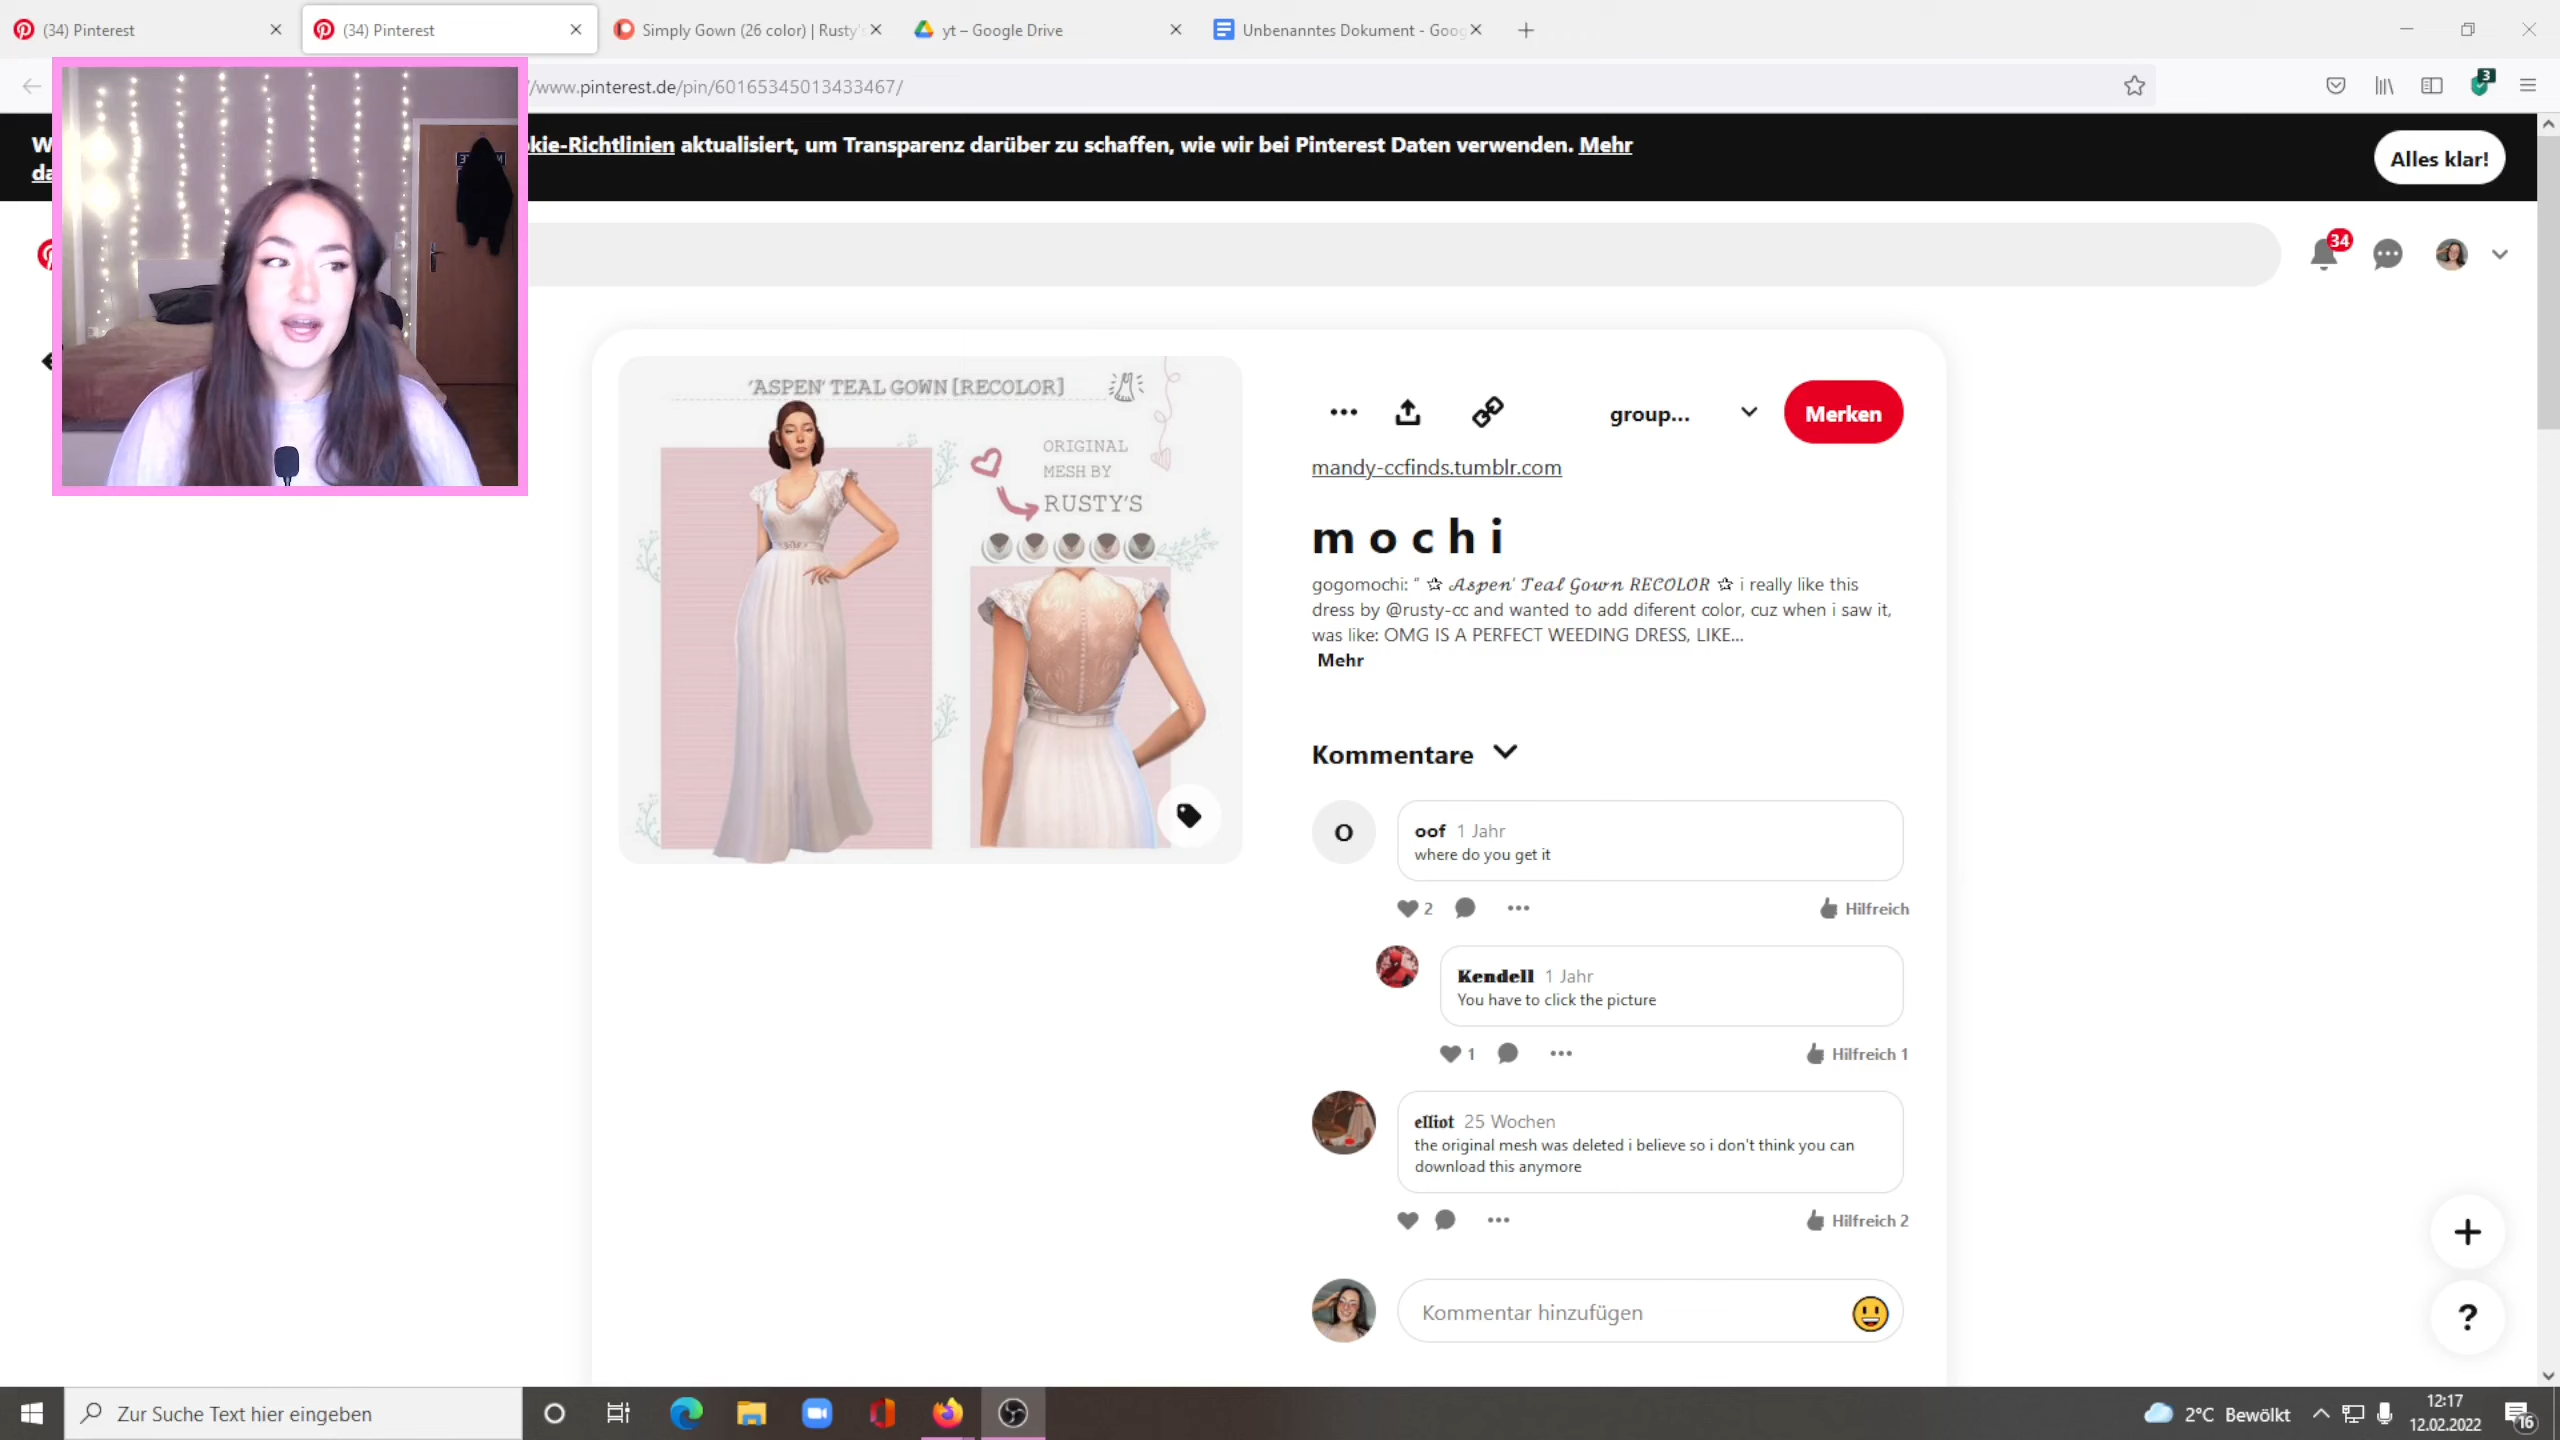 (34) Pinterest
(34) Pinterest
Simply Gown (26 color) | Rusty's
yt – Google Drive
Unbenanntes Dokument - Goog
//www.pinterest.de/pin/60165345013433467/
3
W
kie-Richtlinien aktualisiert, um Transparenz darüber zu schaffen, wie wir bei Pinterest Daten verwenden. Mehr
da
Alles klar!
34
'ASPEN' TEAL GOWN [RECOLOR]
ORIGINAL
MESH BY
RUSTY'S
group...
Merken
mandy-ccfinds.tumblr.com
m o c h i
gogomochi: “ ✩ 𝓐𝓼𝓹𝓮𝓷' 𝓣𝓮𝓪𝓵 𝓖𝓸𝔀𝓷 RECOLOR ✩ i really like this
dress by @rusty-cc and wanted to add diferent color, cuz when i saw it,
was like: OMG IS A PERFECT WEEDING DRESS, LIKE...
Mehr
Kommentare
O
oof 1 Jahr
where do you get it
2
Hilfreich
Kendell 1 Jahr
You have to click the picture
1
Hilfreich 1
elliot 25 Wochen
the original mesh was deleted i believe so i don't think you can
download this anymore
Hilfreich 2
Kommentar hinzufügen
?
Zur Suche Text hier eingeben
2°C Bewölkt
12:17
12.02.2022
16